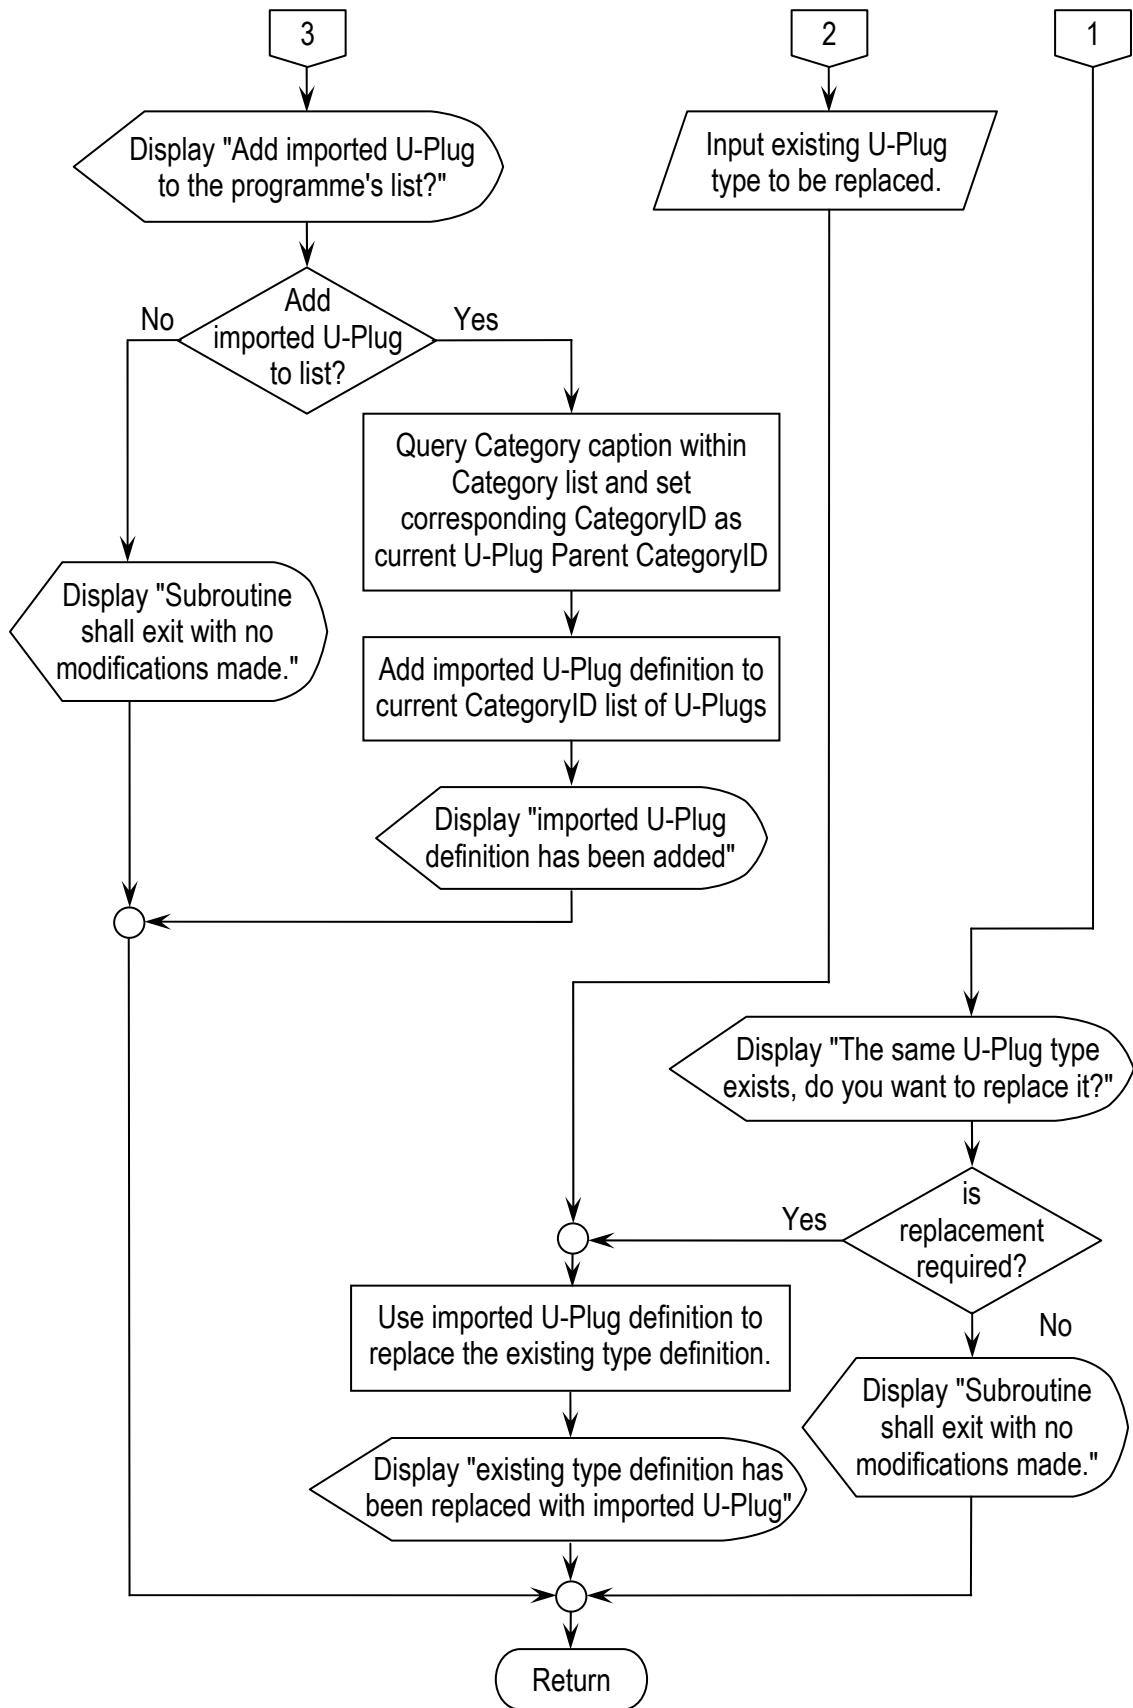 3
2
1
Display "Add imported U-Plug
to the programme's list?"
Input existing U-Plug
type to be replaced.
Add
imported U-Plug
to list?
No
Yes
Query Category caption within
Category list and set
corresponding CategoryID as
current U-Plug Parent CategoryID
Display "Subroutine
shall exit with no
modifications made."
Add imported U-Plug definition to
current CategoryID list of U-Plugs
Display "imported U-Plug
definition has been added"
Display "The same U-Plug type
exists, do you want to replace it?"
is
replacement
required?
Yes
No
Use imported U-Plug definition to
replace the existing type definition.
Display "Subroutine
shall exit with no
modifications made."
Display "existing type definition has
been replaced with imported U-Plug"
Return